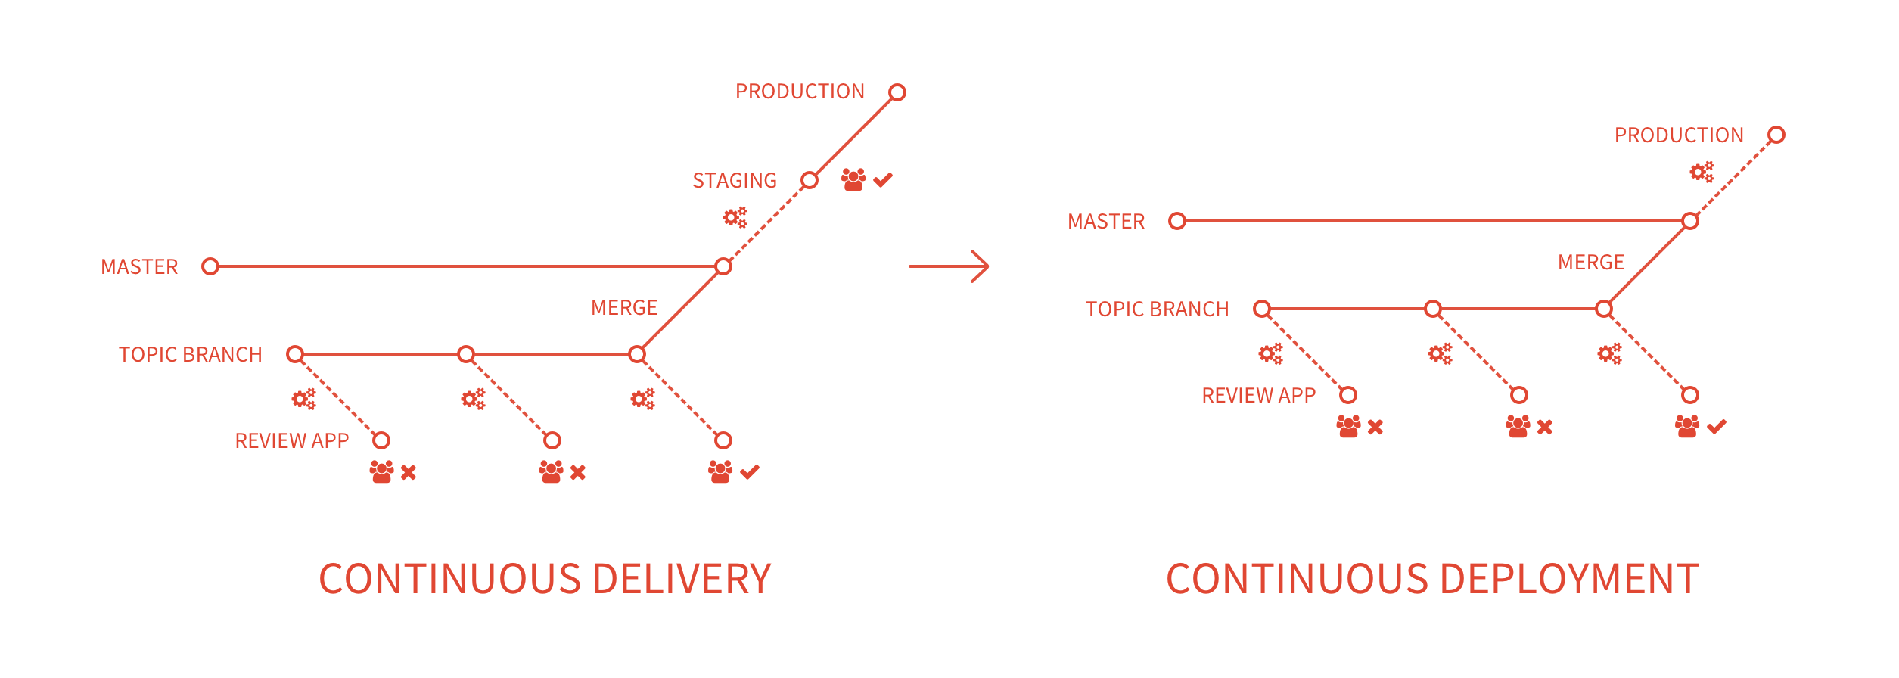 PRODUCTION
STAGING
MASTER
MERGE
TOPIC BRANCH
REVIEW APP
CONTINUOUS DELIVERY
PRODUCTION
MASTER
MERGE
TOPIC BRANCH
REVIEW APP
CONTINUOUS DEPLOYMENT